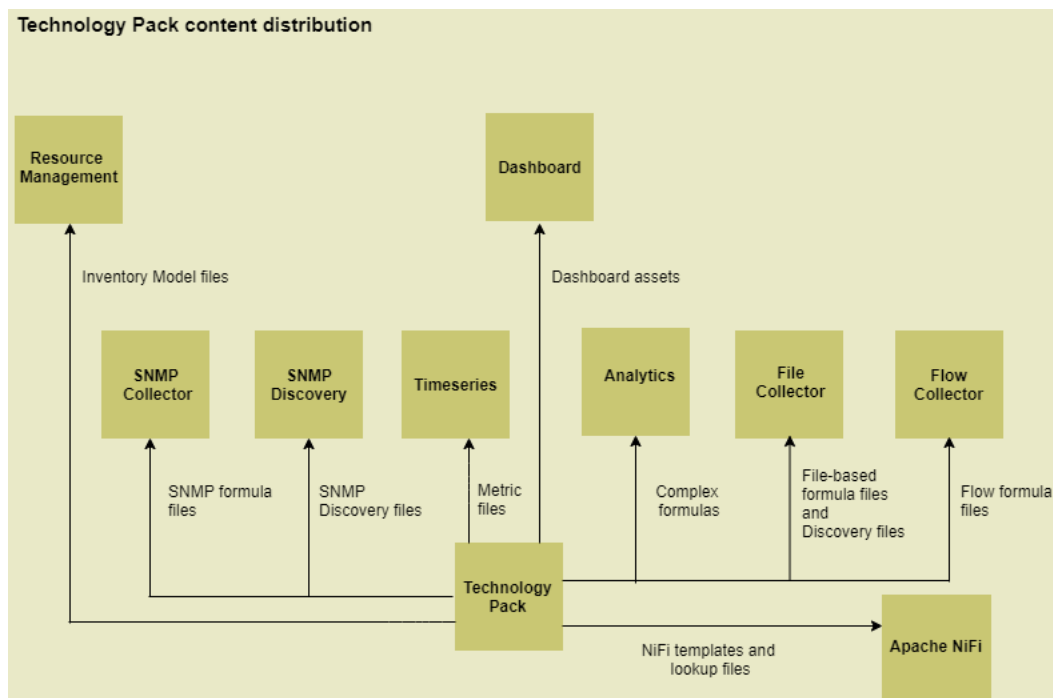 Technology Pack content distribution
Resource
Management
Dashboard
Inventory Model files
Dashboard assets
SNMP
Collector
SNMP
Discovery
Timeseries
Analytics
File
Collector
Flow
Collector
SNMP formula
files
SNMP
Discovery files
Metric
files
Complex
formulas
File-based
formula files
and
Discovery files
Flow formula
files
Technology
Pack
NiFi templates and
lookup files
Apache NiFi